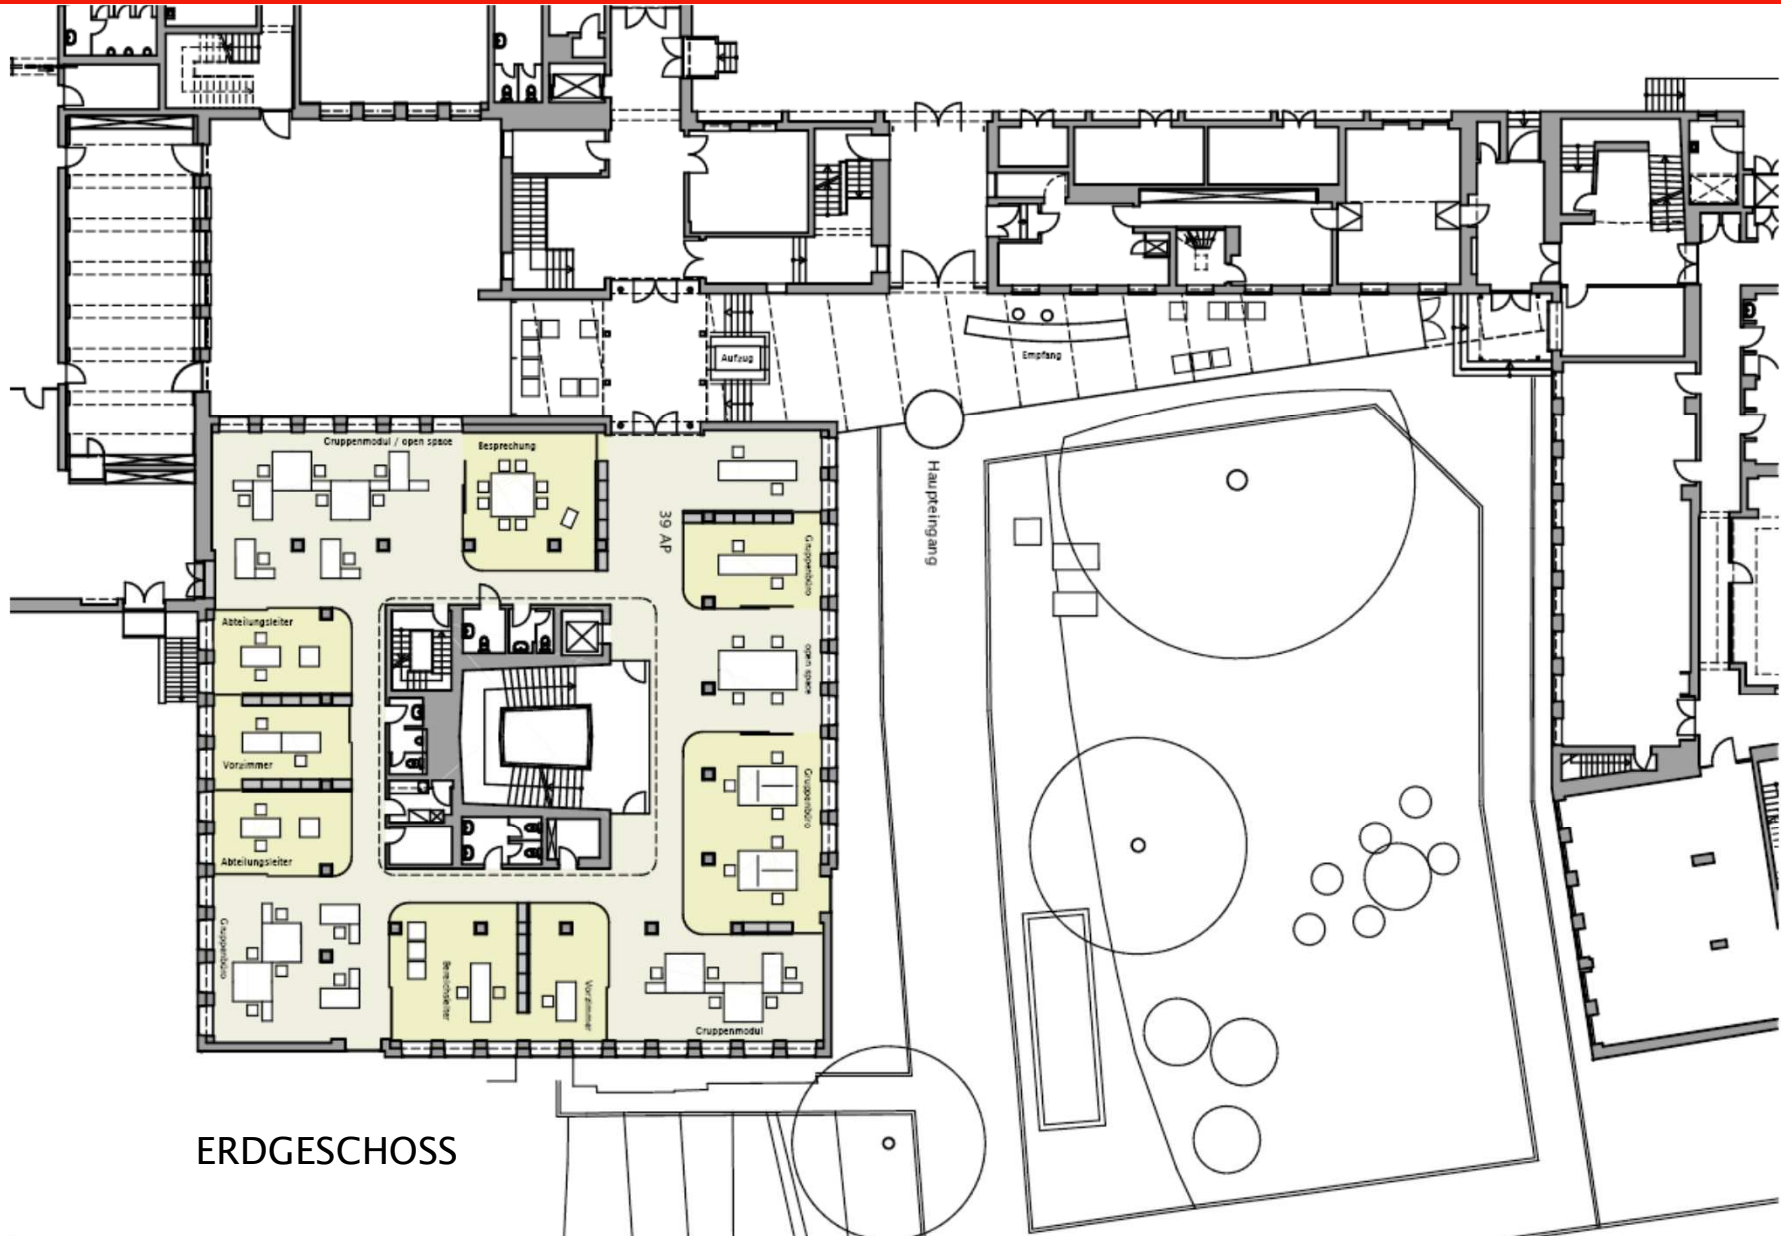 Aufzug
Empfang
Gruppenmodul / open space
Besprechung
Haupteingang
39 AP
Gruppenbüro
Abteilungsleiter
open space
Vorzimmer
Gruppenbüro
Abteilungsleiter
Gruppenbüro
Bereichsleiter
Vorzimmer
Gruppenmodul
ERDGESCHOSS